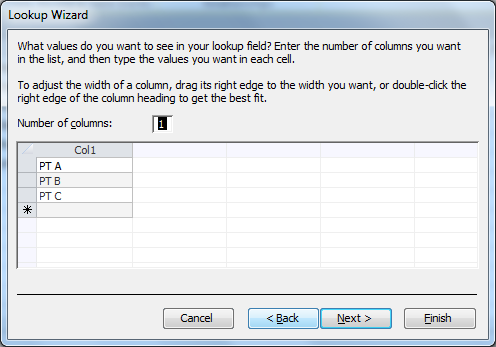 Lookup Wizard
What values do you want to see in your lookup field? Enter the number of columns you want
in the list, and then type the values you want in each cell.
To adjust the width of a column, drag its right edge to the width you want, or double-click the
right edge of the column heading to get the best fit.
Number of columns: 1
Col1
PT A
PT B
PT C
Cancel < Back Next > Finish